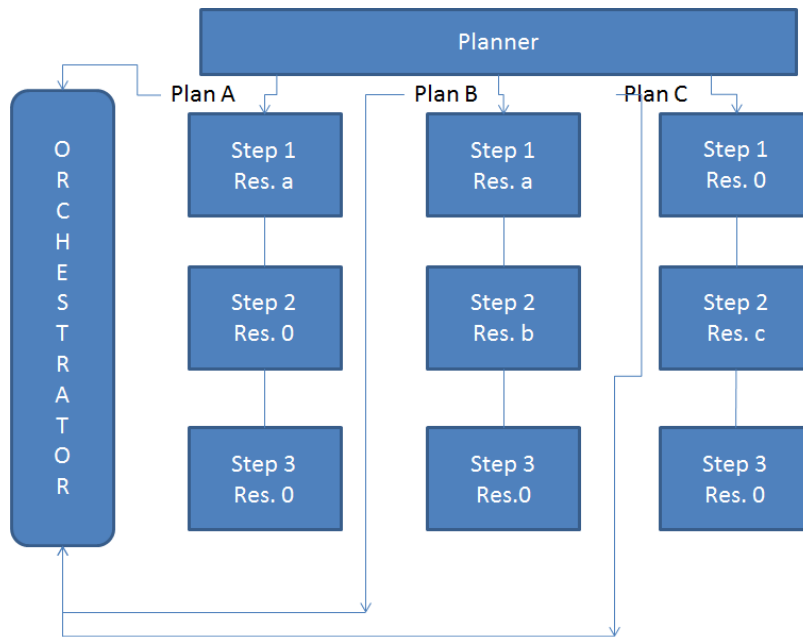 Planner
Plan A
Plan B
Plan C
O
R
C
H
E
S
T
R
A
T
O
R
Step 1
Res. a
Step 2
Res. 0
Step 3
Res. 0
Step 1
Res. a
Step 2
Res. b
Step 3
Res.0
Step 1
Res. 0
Step 2
Res. c
Step 3
Res. 0